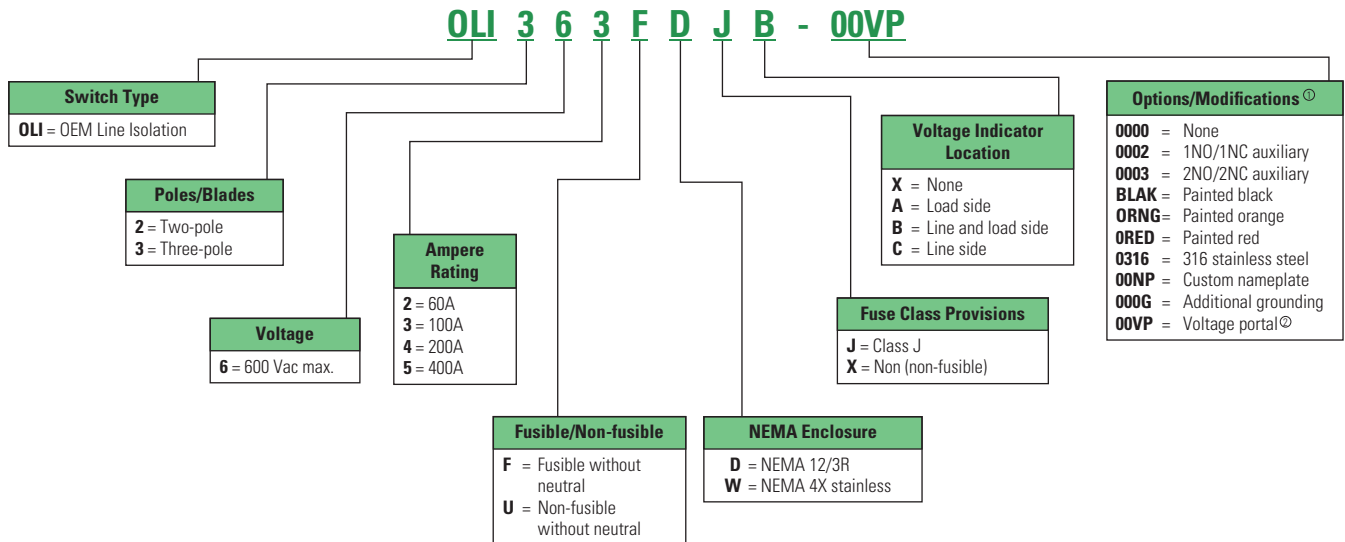 OLI 3 6 3 F D J B - 00VP
Switch Type
OLI = OEM Line Isolation
Poles/Blades
2 = Two-pole
3 = Three-pole
Voltage
6 = 600 Vac max.
Ampere
Rating
2 = 60A
3 = 100A
4 = 200A
5 = 400A
Fusible/Non-fusible
F = Fusible without
neutral
U = Non-fusible
without neutral
NEMA Enclosure
D = NEMA 12/3R
W = NEMA 4X stainless
Fuse Class Provisions
J = Class J
X = Non (non-fusible)
Voltage Indicator
Location
X = None
A = Load side
B = Line and load side
C = Line side
Options/Modifications ①
0000 = None
0002 = 1NO/1NC auxiliary
0003 = 2NO/2NC auxiliary
BLAK = Painted black
ORNG = Painted orange
0RED = Painted red
0316 = 316 stainless steel
00NP = Custom nameplate
000G = Additional grounding
00VP = Voltage portal ②